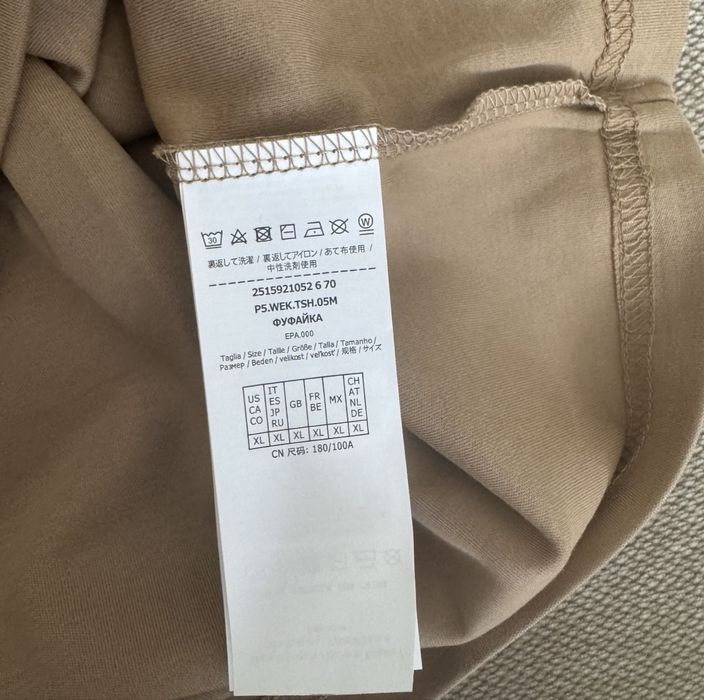 30 W
裏返して洗濯 / 裏返してアイロン / あて布使用 /
中性洗剤使用
2515921052 6 70
P5.WEK.TSH.05M
ФУФАЙКА
EPA.000
Taglia / Size / Taille / Größe / Talla / Tamanho /
Размер / Beden / velikost / veľkosť / 规格 / サイズ
US CA CO
IT ES JP RU
GB
FR BE
MX
CH AT NL DE
XL XL XL XL XL XL
CN 尺码: 180/100A